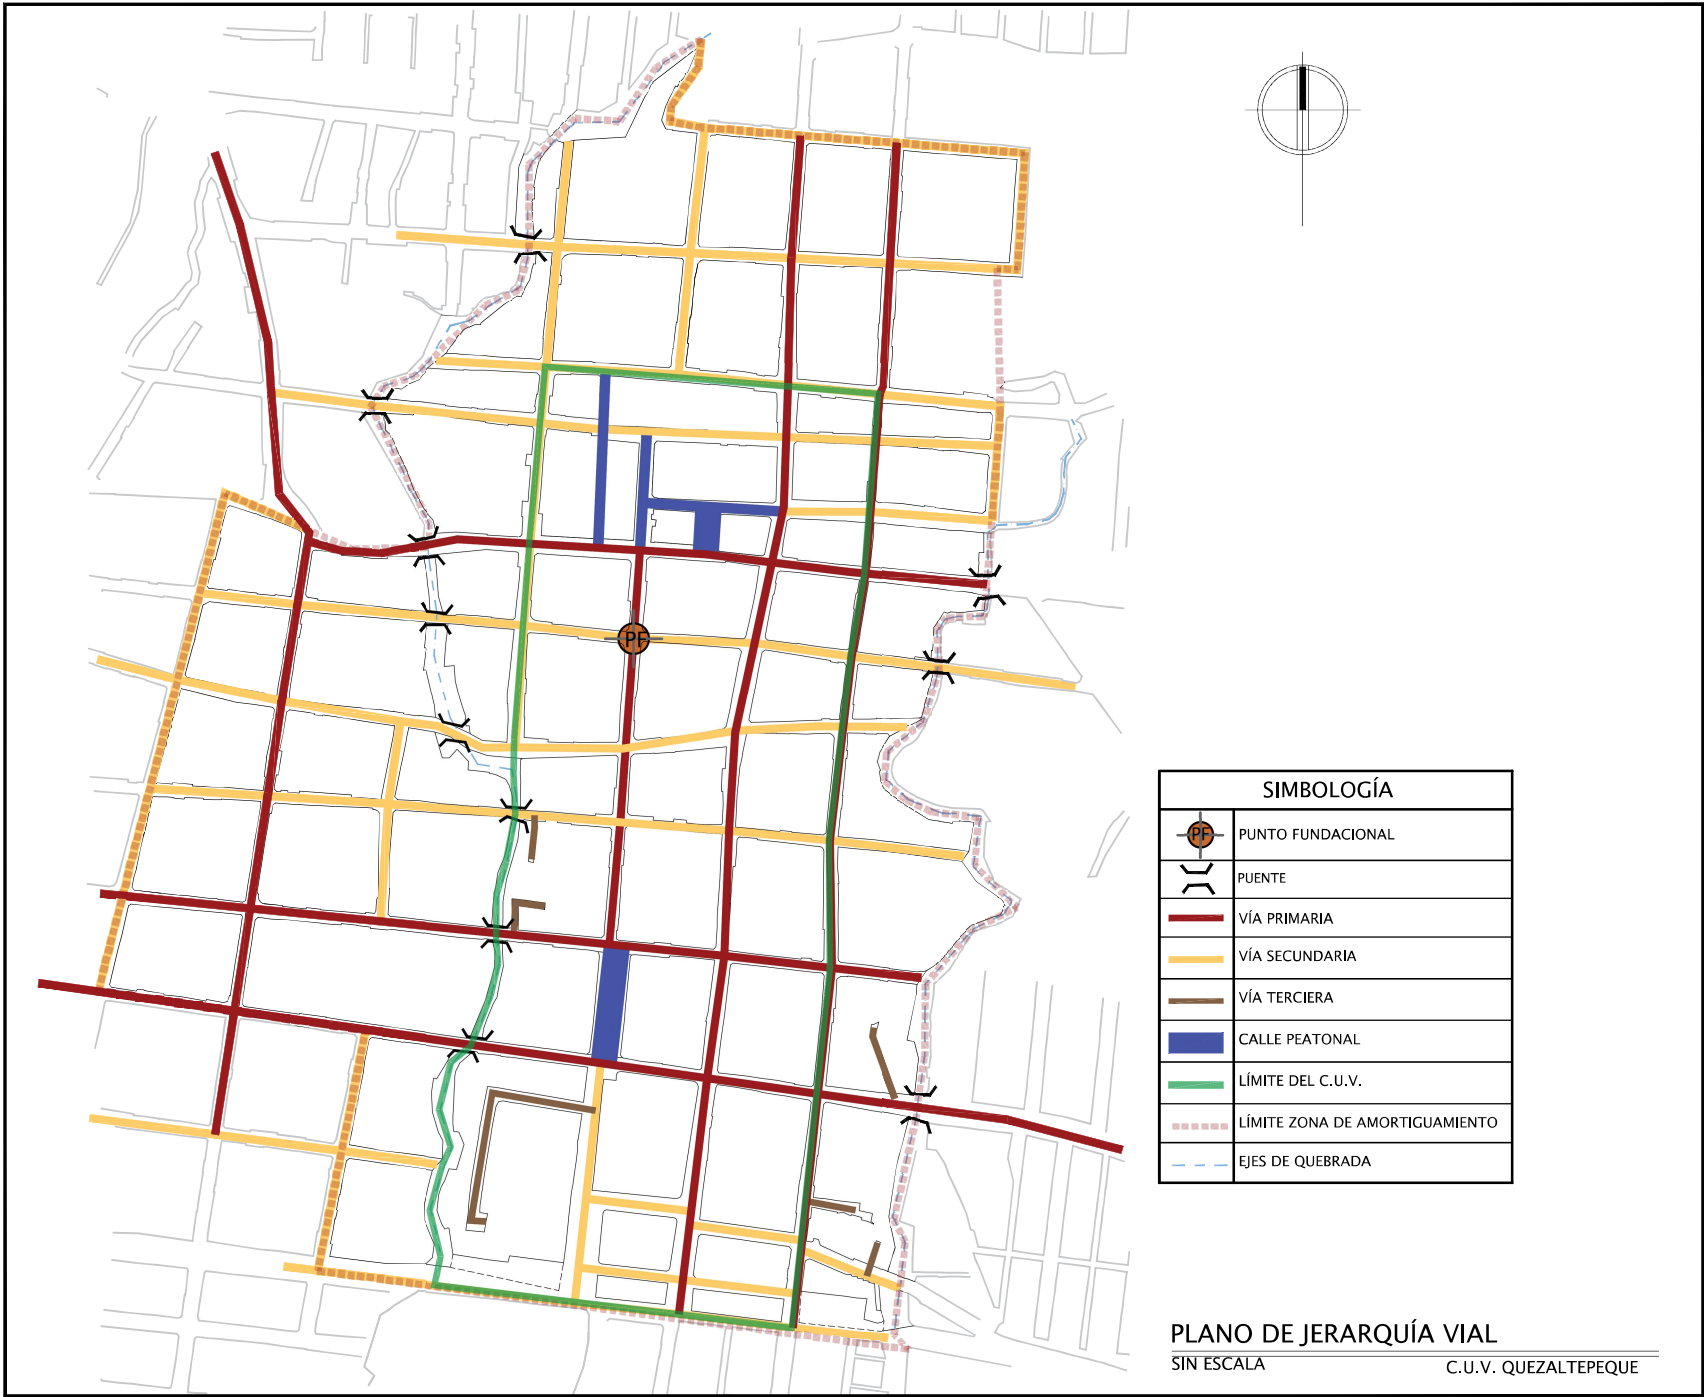 PF
SIMBOLOGÍA
PF PUNTO FUNDACIONAL
PUENTE
VÍA PRIMARIA
VÍA SECUNDARIA
VÍA TERCIERA
CALLE PEATONAL
LÍMITE DEL C.U.V.
LÍMITE ZONA DE AMORTIGUAMIENTO
EJES DE QUEBRADA
PLANO DE JERARQUÍA VIAL
SIN ESCALA C.U.V. QUEZALTEPEQUE